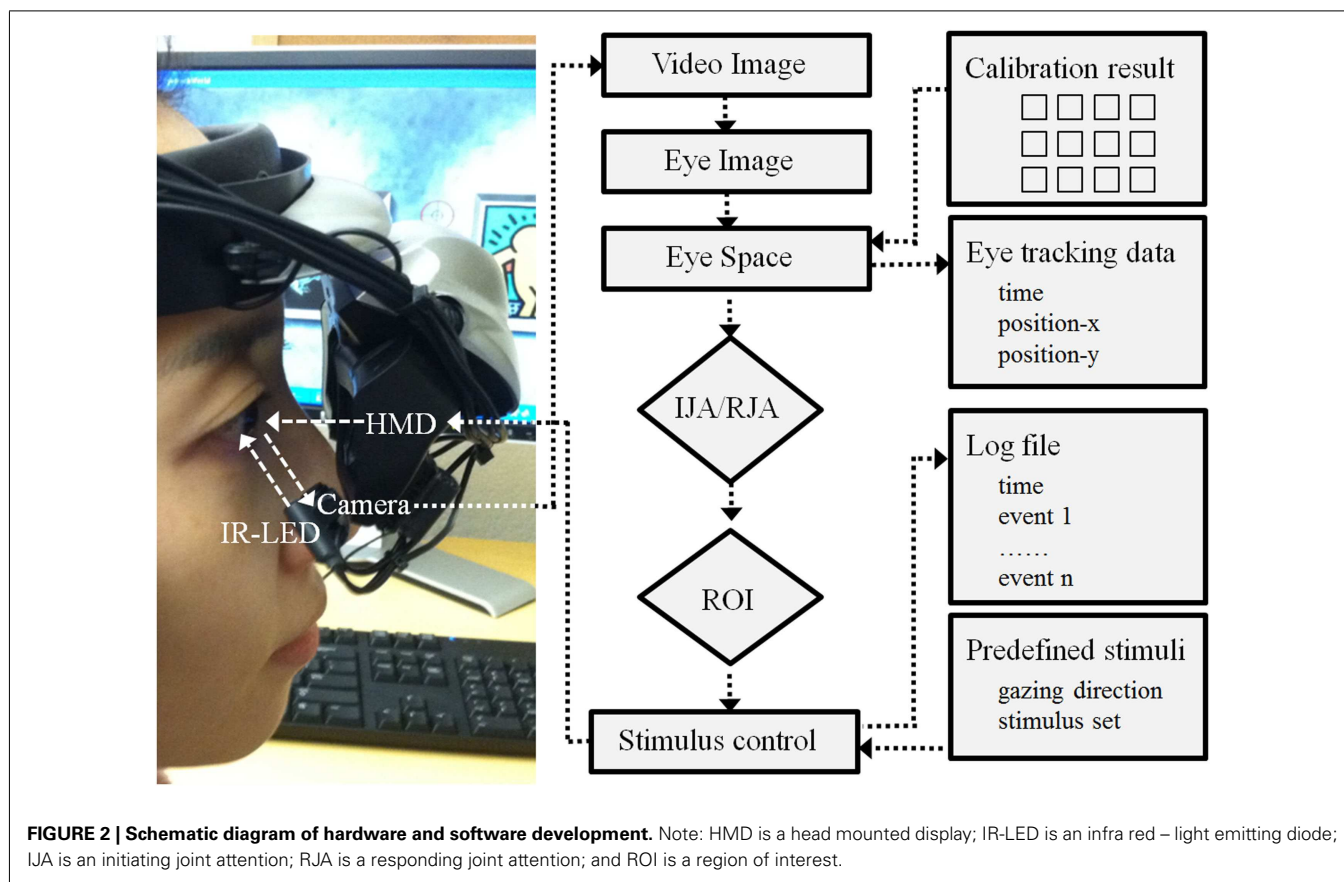 Video Image
Eye Image
Eye Space
IJA/RJA
ROI
Stimulus control
Calibration result
Eye tracking data
time
position-x
position-y
Log file
time
event 1
......
event n
Predefined stimuli
gazing direction
stimulus set
HMD
Camera
IR-LED
FIGURE 2 | Schematic diagram of hardware and software development. Note: HMD is a head mounted display; IR-LED is an infra red – light emitting diode;
IJA is an initiating joint attention; RJA is a responding joint attention; and ROI is a region of interest.